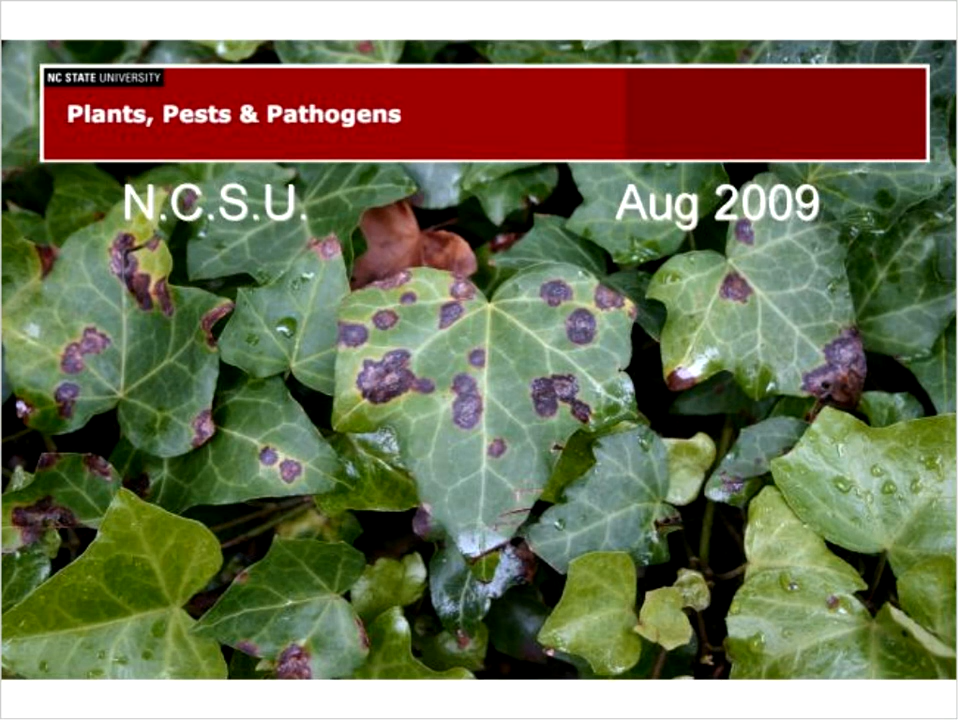 NC STATE UNIVERSITY
Plants, Pests & Pathogens
N.C.S.U. Aug 2009